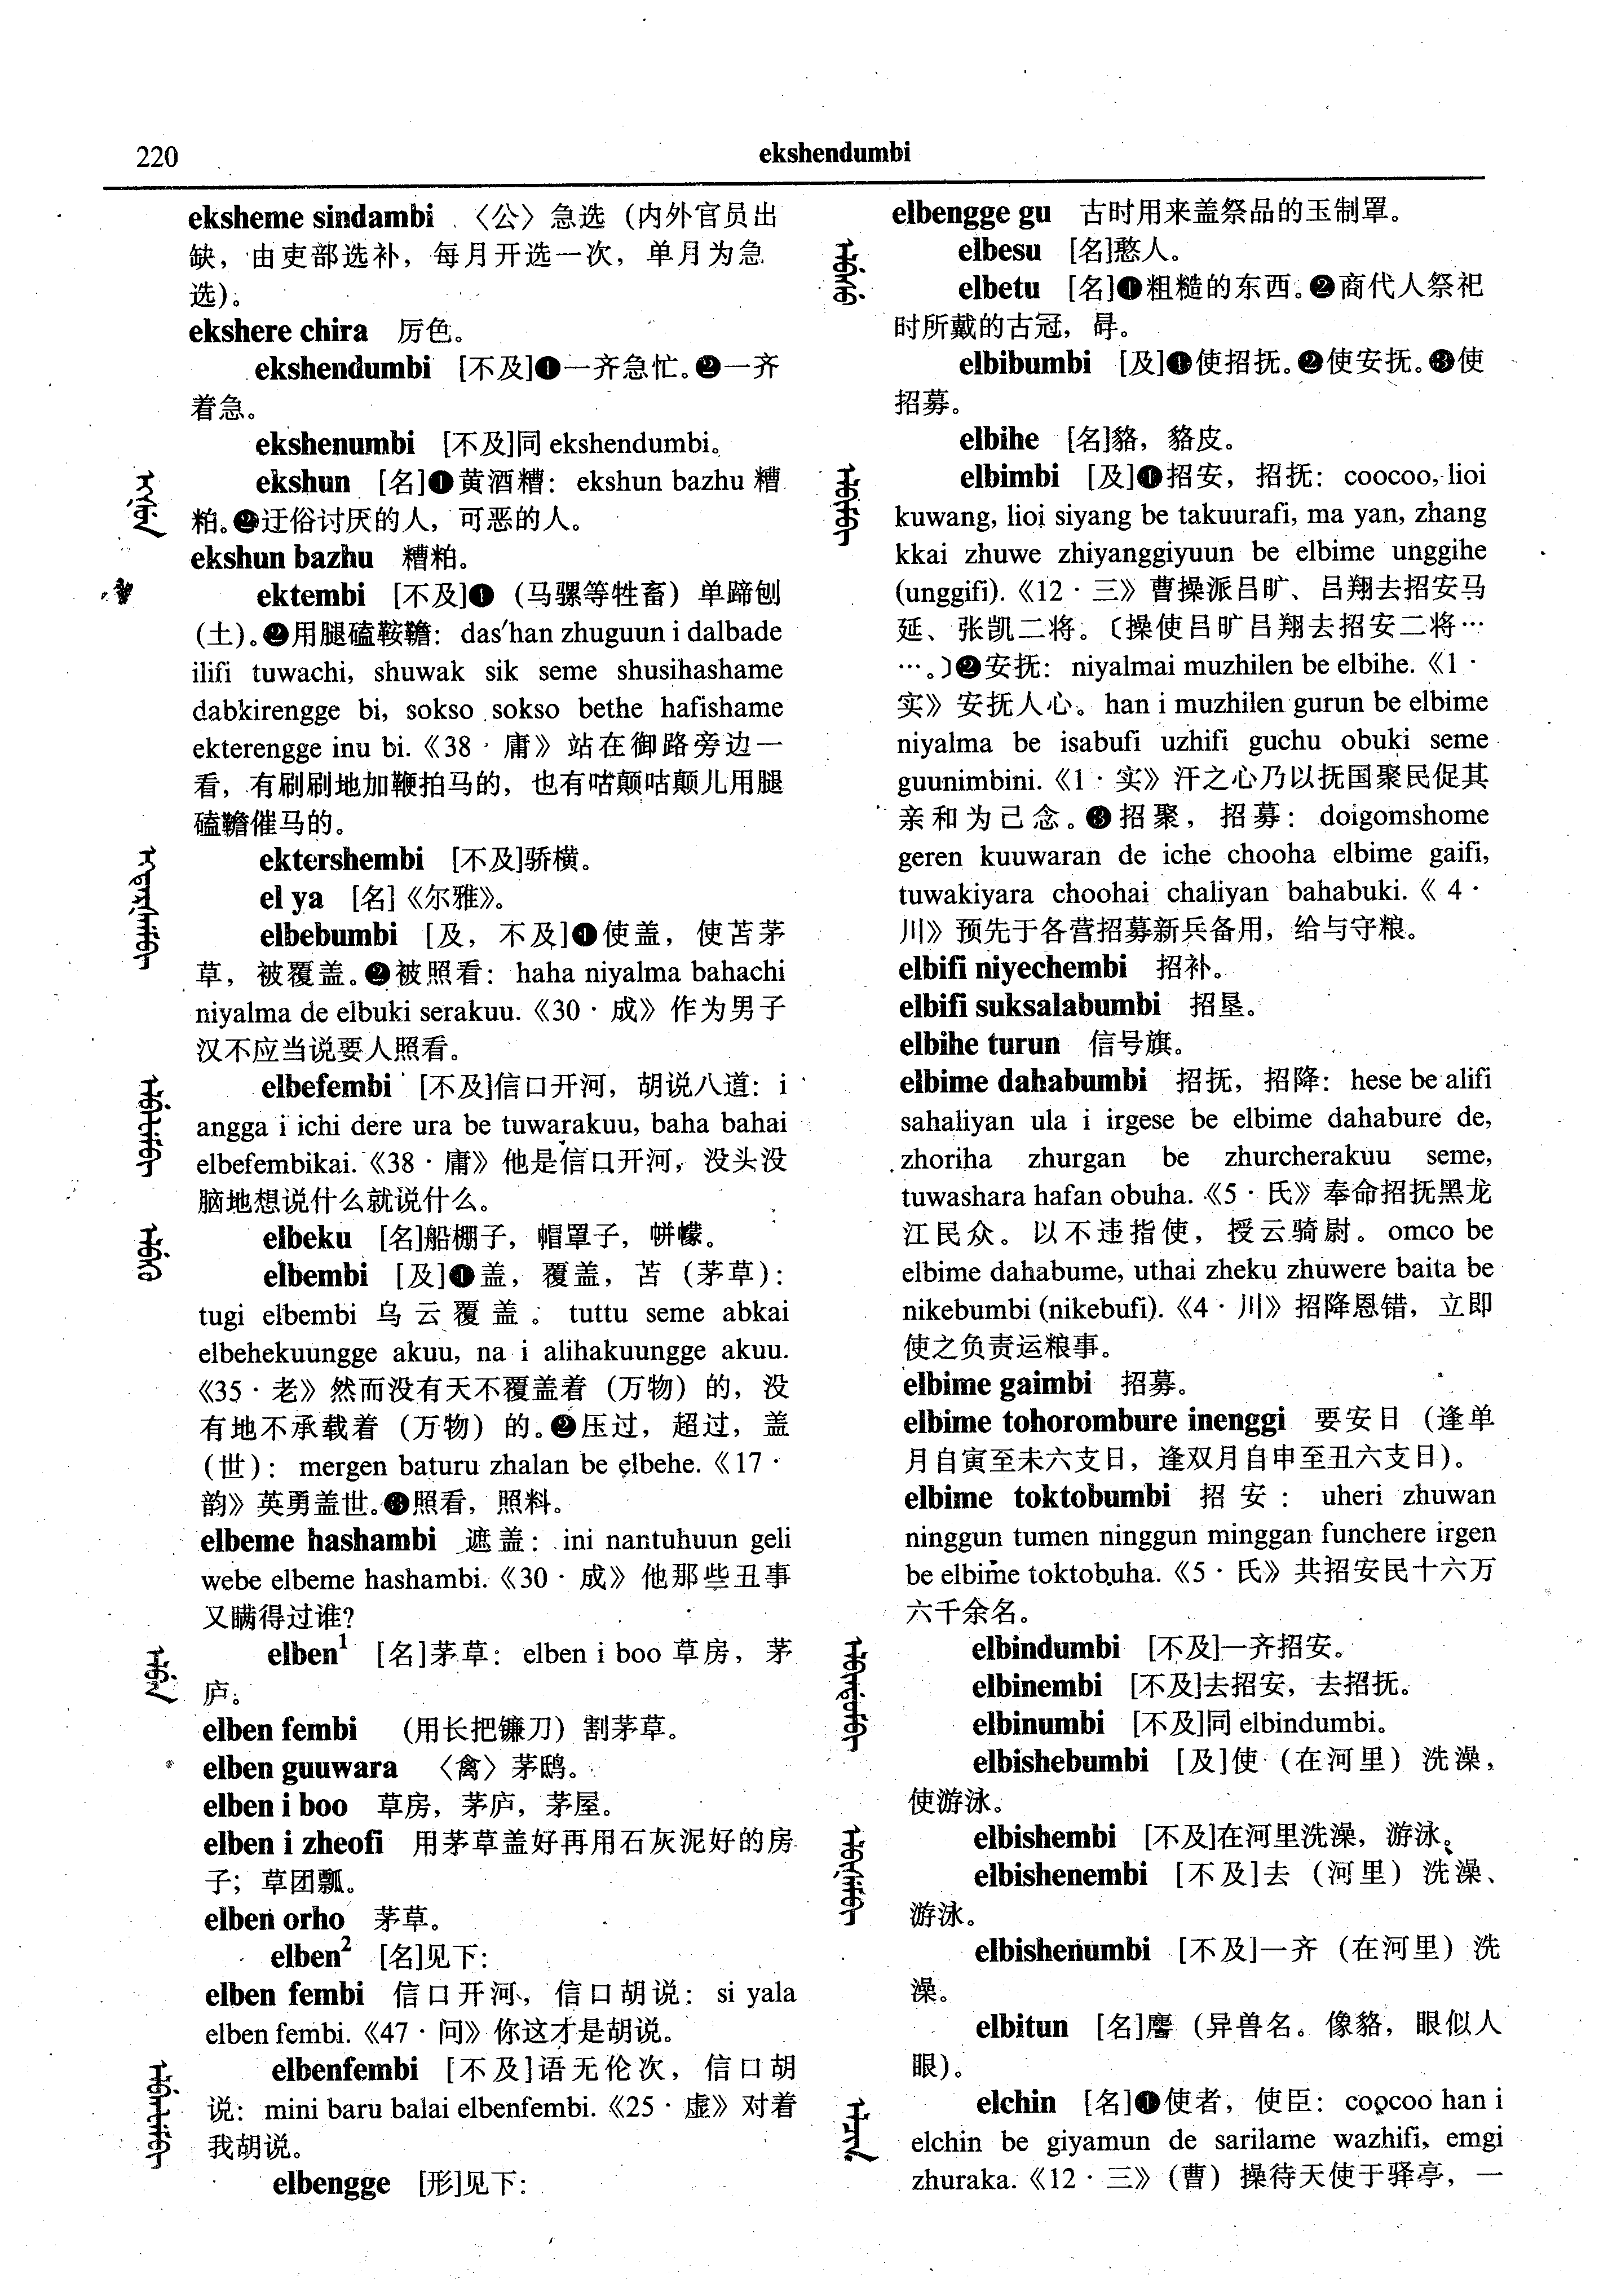 220
ekshendumbi
eksheme sindambi 〈公〉急选（内外官员出
缺，由吏部选补，每月开选一次，单月为急
选)。
ekshere chira 厉色。
ekshendumbi [不及]❶一齐急忙。❷一齐
着急。
ekshenumbi [不及]同 ekshendumbi。
ekshun [名]❶黄酒糟：ekshun bazhu 糟
粕。❷迂俗讨厌的人，可恶的人。
ekshun bazhu 糟粕。
ektembi [不及]❶（马骡等牲畜）单蹄刨
(土)。❷用腿磕鞍韂：das'han zhuguun i dalbade
ilifi tuwachi, shuwak sik seme shusihashame
dabkirengge bi, sokso sokso bethe hafishame
ekterengge inu bi.《38·庸》站在御路旁边一
看，有刷刷地加鞭拍马的，也有咕颠咕颠儿用腿
磕韂催马的。
ektershembi [不及]骄横。
el ya [名]《尔雅》。
elbebumbi [及，不及]❶使盖，使苫茅
草，被覆盖。❷被照看：haha niyalma bahachi
niyalma de elbuki serakuu.《30·成》作为男子
汉不应当说要人照看。
elbefembi [不及]信口开河，胡说八道：i
angga i ichi dere ura be tuwarakuu, baha bahai
elbefembikai.《38·庸》他是信口开河，没头没
脑地想说什么就说什么。
elbeku [名]船棚子，帽罩子，帡幪。
elbembi [及]❶盖，覆盖，苫（茅草）：
tugi elbembi 乌云覆盖。tuttu seme abkai
elbehekuungge akuu, na i alihakuungge akuu.
《35·老》然而没有天不覆盖着（万物）的，没
有地不承载着（万物）的。❷压过，超过，盖
（世）：mergen baturu zhalan be elbehe.《17·
韵》英勇盖世。❸照看，照料。
elbeme hashambi 遮盖：ini nantuhuun geli
webe elbeme hashambi.《30·成》他那些丑事
又瞒得过谁？
elben¹ [名]茅草：elben i boo 草房，茅
庐。
elben fembi （用长把镰刀）割茅草。
elben guuwara 〈禽〉茅鸱。
elben i boo 草房，茅庐，茅屋。
elben i zheofi 用茅草盖好再用石灰泥好的房
子；草团瓢。
elben orho 茅草。
elben² [名]见下：
elben fembi 信口开河、信口胡说：si yala
elben fembi.《47·问》你这才是胡说。
elbenfembi [不及]语无伦次，信口胡
说：mini baru balai elbenfembi.《25·虚》对着
我胡说。
elbengge [形]见下：
elbengge gu 古时用来盖祭品的玉制罩。
elbesu [名]憨人。
elbetu [名]❶粗糙的东西。❷商代人祭祀
时所戴的古冠，冔。
elbibumbi [及]❶使招抚。❷使安抚。❸使
招募。
elbihe [名]貉，貉皮。
elbimbi [及]❶招安，招抚：coocoo, lioi
kuwang, lioi siyang be takuurafi, ma yan, zhang
kkai zhuwe zhiyanggiyuun be elbime unggihe
(unggifi).《12·三》曹操派吕旷、吕翔去招安马
延、张凯二将。〔操使吕旷吕翔去招安二将…
…。〕❷安抚：niyalmai muzhilen be elbihe.《1·
实》安抚人心。han i muzhilen gurun be elbime
niyalma be isabufi uzhifi guchu obuki seme
guunimbini.《1·实》汗之心乃以抚国聚民促其
亲和为己念。❸招聚，招募：doigomshome
geren kuuwaran de iche chooha elbime gaifi,
tuwakiyara choohai chaliyan bahabuki.《4·
川》预先于各营招募新兵备用，给与守粮。
elbifi niyechembi 招补。
elbifi suksalabumbi 招垦。
elbihe turun 信号旗。
elbime dahabumbi 招抚，招降：hese be alifi
sahaliyan ula i irgese be elbime dahabure de,
zhoriha zhurgan be zhurcherakuu seme,
tuwashara hafan obuha.《5·氏》奉命招抚黑龙
江民众。以不违指使，授云骑尉。omco be
elbime dahabume, uthai zheku zhuwere baita be
nikebumbi (nikebufi).《4·川》招降恩错，立即
使之负责运粮事。
elbime gaimbi 招募。
elbime tohorombure inenggi 要安日（逢单
月自寅至未六支日，逢双月自申至丑六支日）。
elbime toktobumbi 招安：uheri zhuwan
ninggun tumen ninggun minggan funchere irgen
be elbime toktobuha.《5·氏》共招安民十六万
六千余名。
elbindumbi [不及]一齐招安。
elbinembi [不及]去招安，去招抚。
elbinumbi [不及]同 elbindumbi。
elbishebumbi [及]使（在河里）洗澡，
使游泳。
elbishembi [不及]在河里洗澡，游泳。
elbishenembi [不及]去（河里）洗澡、
游泳。
elbishenumbi [不及]一齐（在河里）洗
澡。
elbitun [名]䴤（异兽名。像貉，眼似人
眼）。
elchin [名]❶使者，使臣：coocoo han i
elchin be giyamun de sarilame wazhifi, emgi
zhuraka.《12·三》（曹）操待天使于驿亭，一